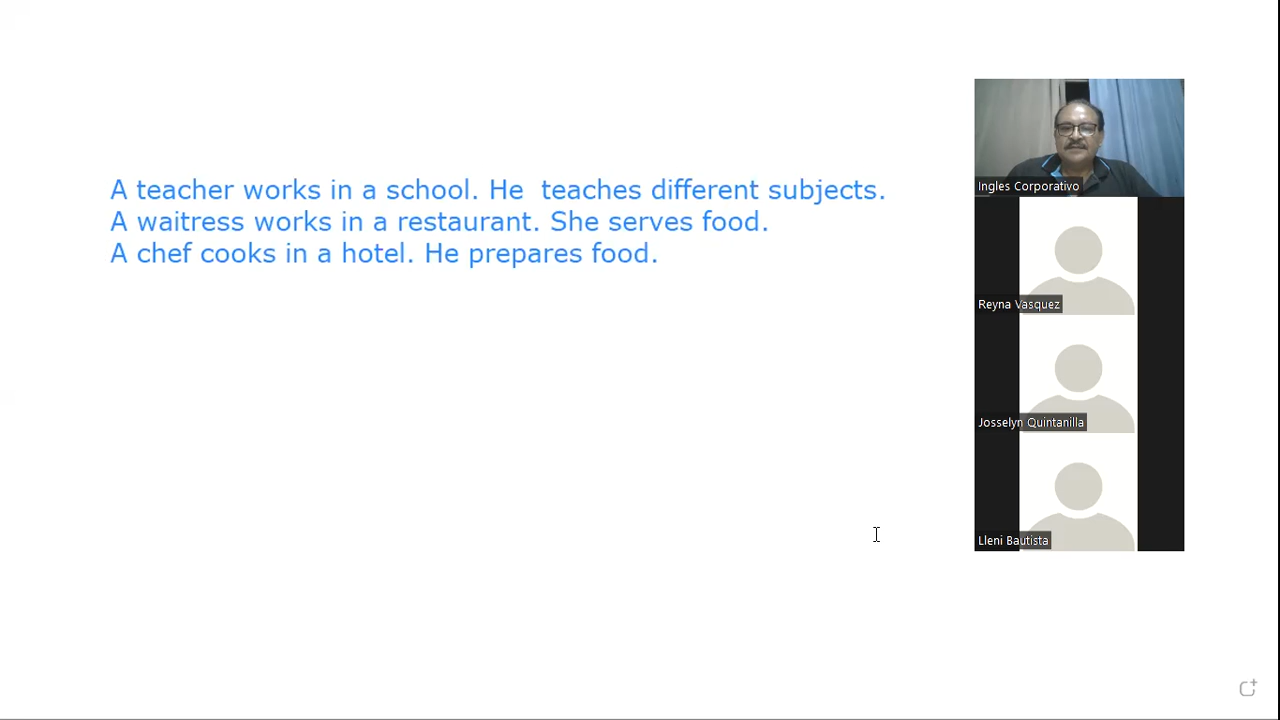 A teacher works in a school. He  teaches different subjects.
A waitress works in a restaurant. She serves food.
A chef cooks in a hotel. He prepares food.
Ingles Corporativo
Reyna Vasquez
Josselyn Quintanilla
Lleni Bautista